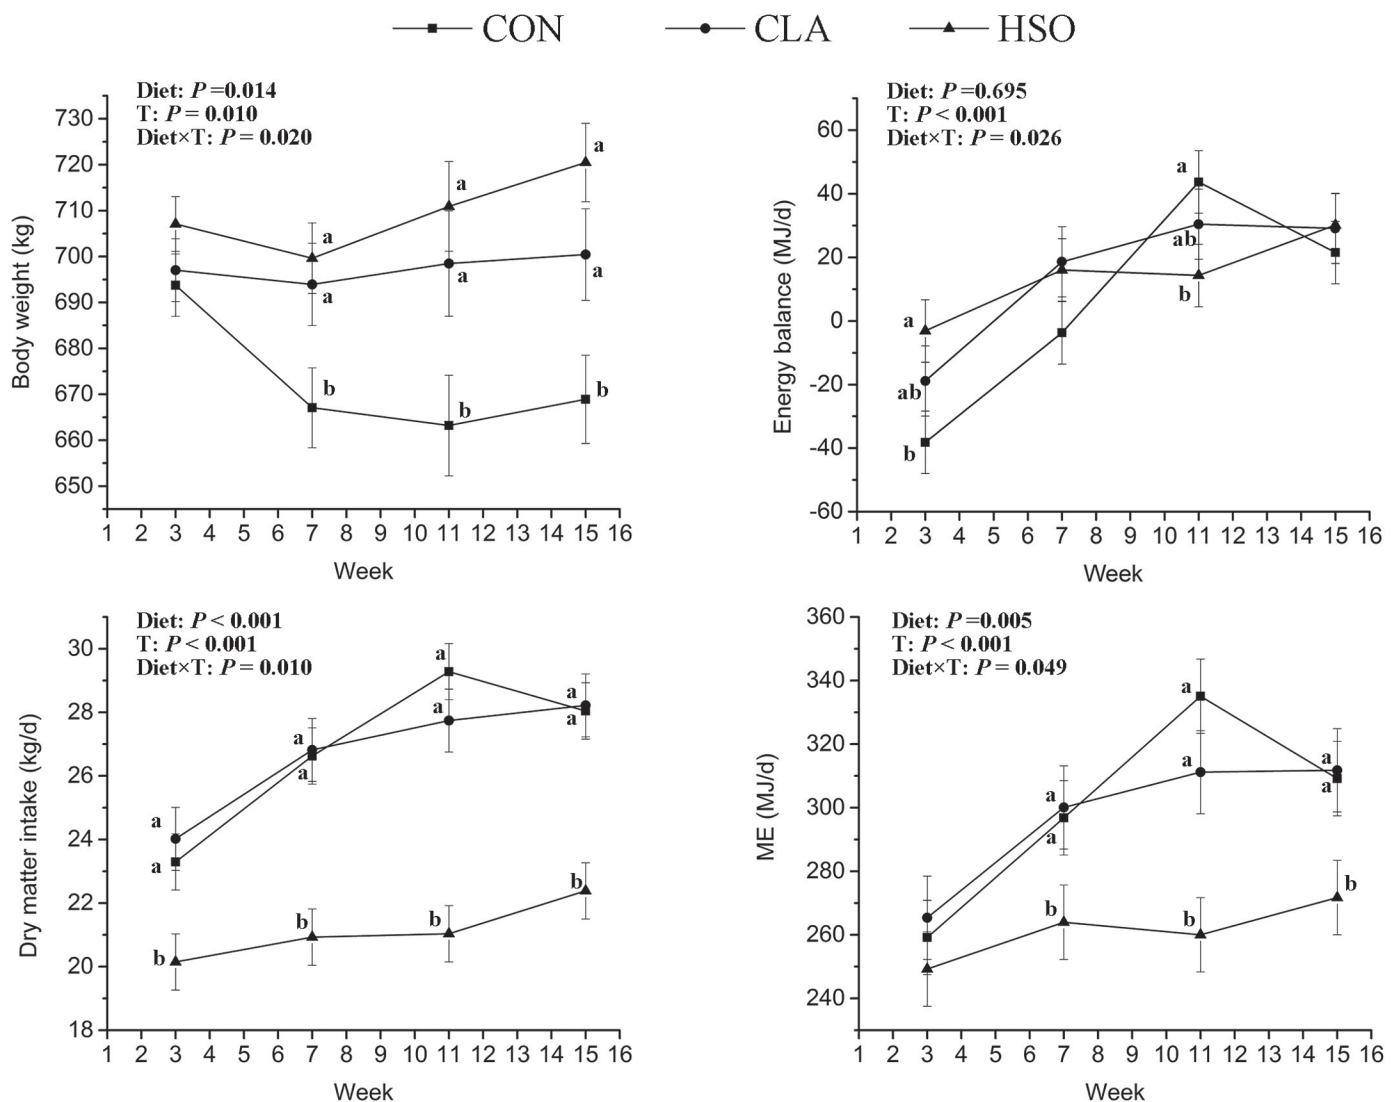 CON CLA HSO
Diet: P =0.014
T: P = 0.010
Diet×T: P = 0.020
Body weight (kg)
730
720
710
700
690
680
670
660
650
a
a
a
a
a
a
b
b
b
1 2 3 4 5 6 7 8 9 10 11 12 13 14 15 16
Week
Diet: P =0.695
T: P < 0.001
Diet×T: P = 0.026
Energy balance (MJ/d)
60
40
20
0
-20
-40
-60
a
ab
b
a
ab
b
1 2 3 4 5 6 7 8 9 10 11 12 13 14 15 16
Week
Diet: P < 0.001
T: P < 0.001
Diet×T: P = 0.010
Dry matter intake (kg/d)
30
28
26
24
22
20
18
a
a
b
a
a
b
a
a
b
a
a
b
1 2 3 4 5 6 7 8 9 10 11 12 13 14 15 16
Week
Diet: P =0.005
T: P < 0.001
Diet×T: P = 0.049
ME (MJ/d)
360
340
320
300
280
260
240
a
a
b
a
a
b
a
a
b
1 2 3 4 5 6 7 8 9 10 11 12 13 14 15 16
Week